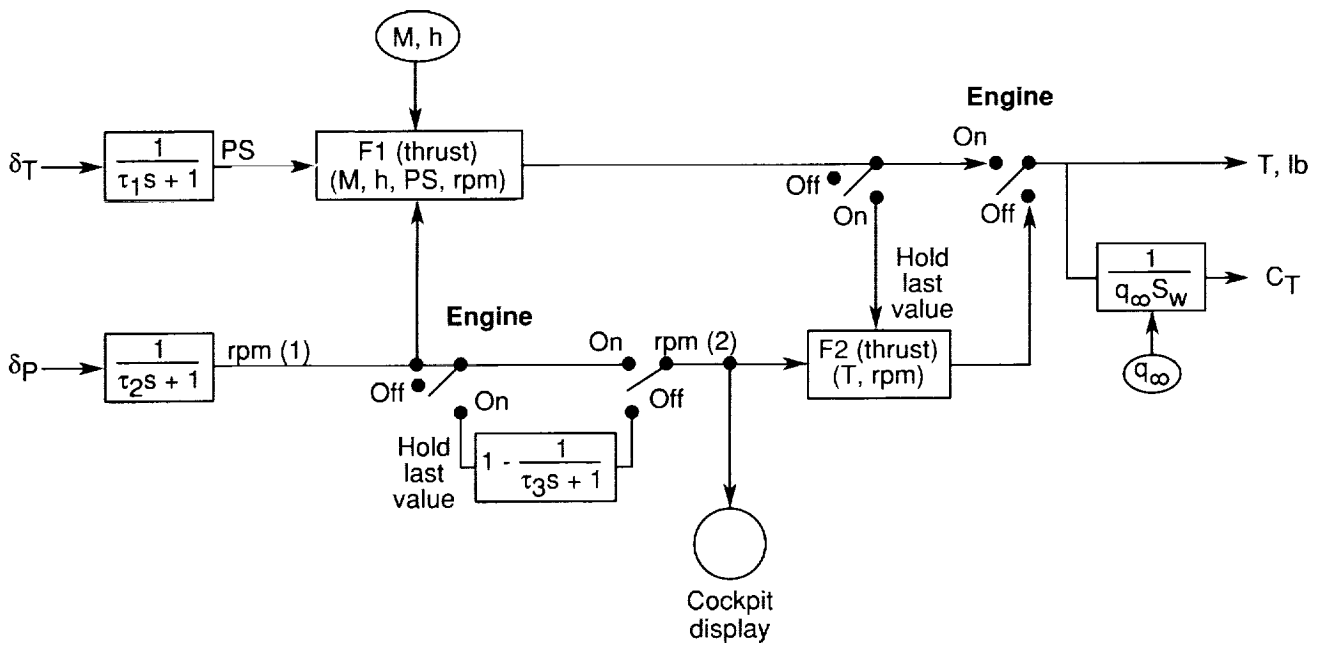 M, h
Engine
On
δT
1
τ1s + 1
PS
F1 (thrust)
(M, h, PS, rpm)
Off
On
Off
T, lb
Hold
last
value
1
q∞Sw
CT
q∞
Engine
δP
1
τ2s + 1
rpm (1)
On
rpm (2)
Off
On
Off
F2 (thrust)
(T, rpm)
Hold
last
value
1 - 1
τ3s + 1
Cockpit
display